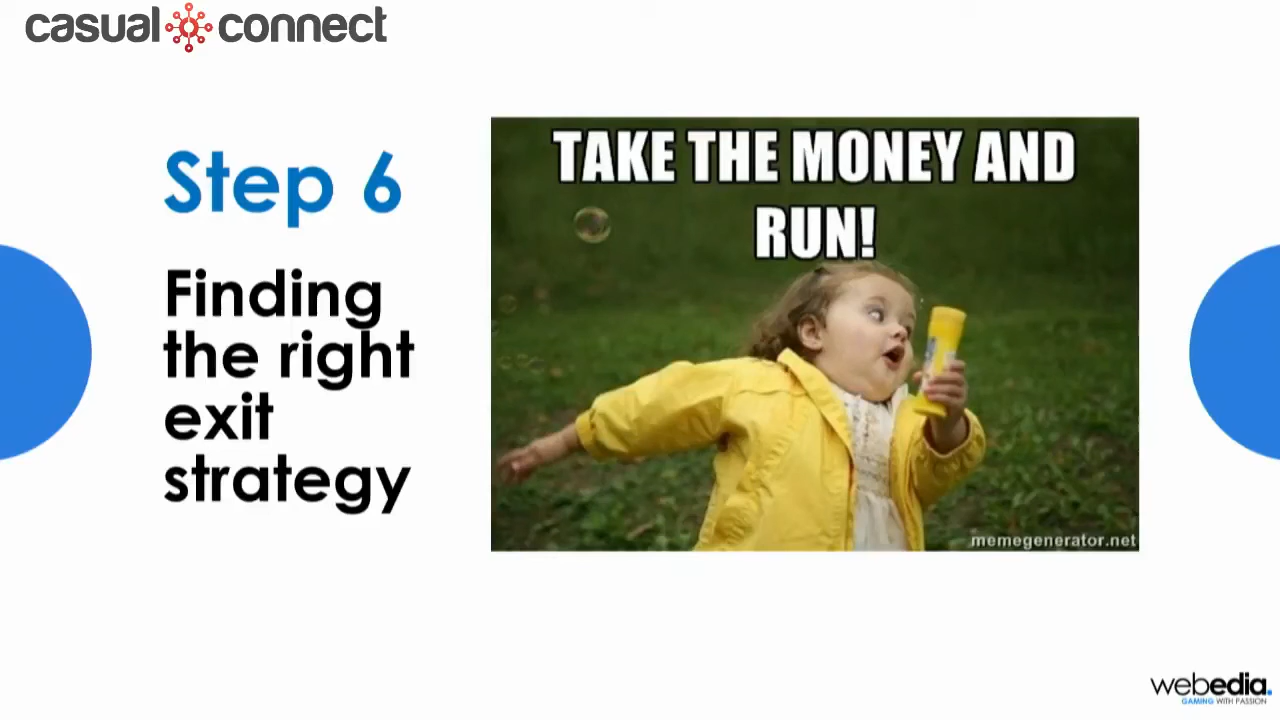 casual connect
Step 6
Finding
the right
exit
strategy
TAKE THE MONEY AND
RUN!
memegenerator.net
webedia.
GAMING WITH PASSION